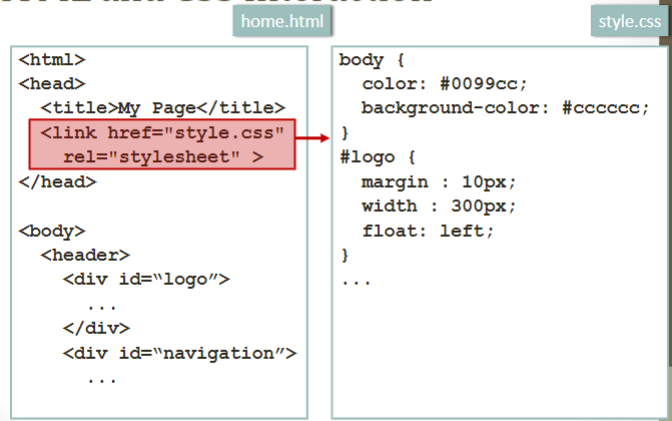 home.html
style.css
<html>
<head>
<title>My Page</title>
<link href="style.css"
rel="stylesheet" >
</head>
<body>
<header>
<div id=“logo”>
...
</div>
<div id=“navigation”>
...
body {
color: #0099cc;
background-color: #cccccc;
}
#logo {
margin : 10px;
width : 300px;
float: left;
}
...